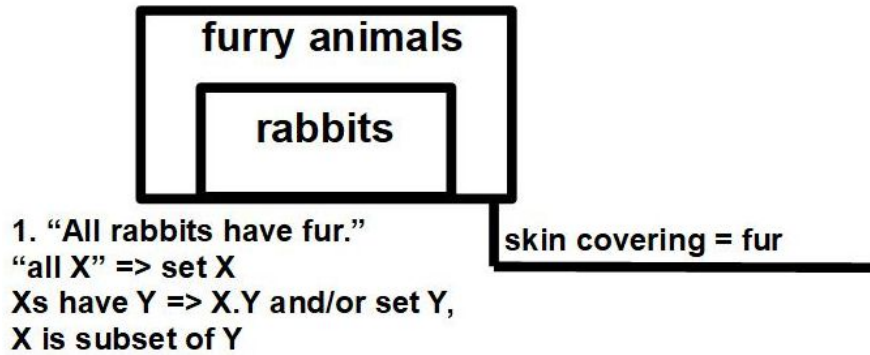 furry animals
rabbits
1. “All rabbits have fur.”
“all X” => set X
Xs have Y => X.Y and/or set Y,
X is subset of Y
skin covering = fur